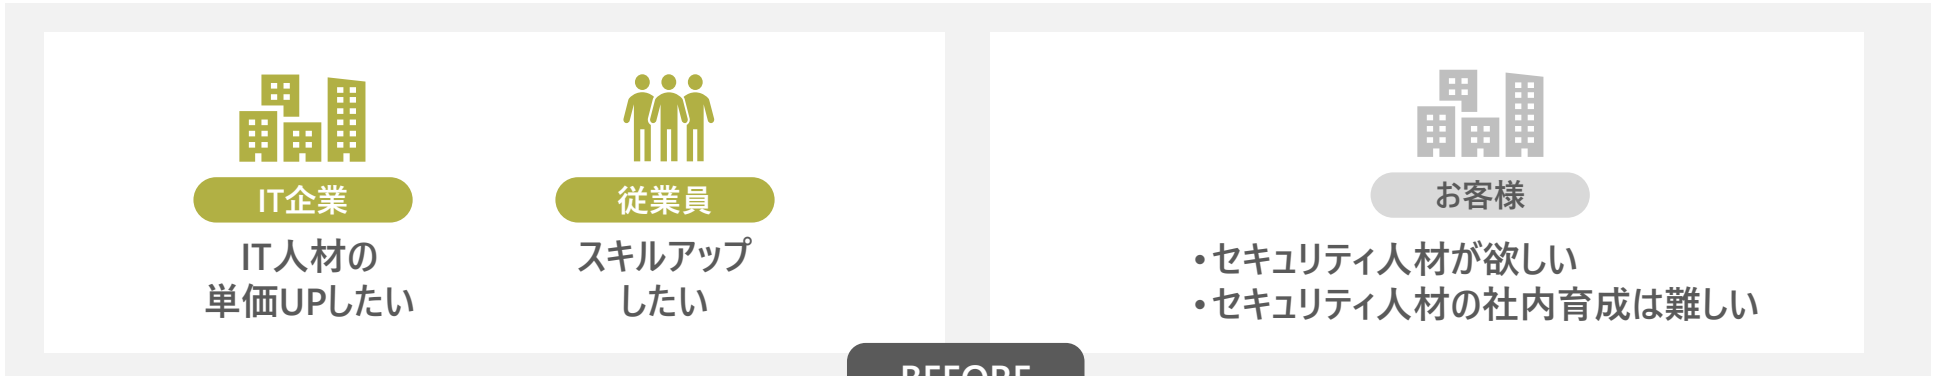 IT企業
IT人材の
単価UPしたい
従業員
スキルアップ
したい
お客様
・セキュリティ人材が欲しい
・セキュリティ人材の社内育成は難しい
BEFORE